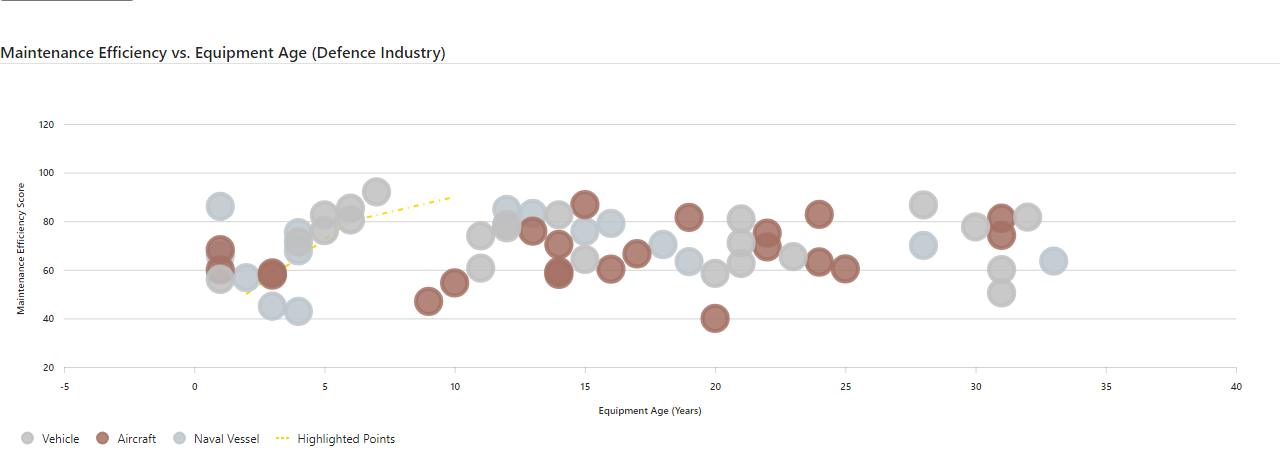 Maintenance Efficiency vs. Equipment Age (Defence Industry)
Maintenance Efficiency Score
120
100
80
60
40
20
-5
0
5
10
15
20
25
30
35
40
Equipment Age (Years)
Vehicle
Aircraft
Naval Vessel
Highlighted Points